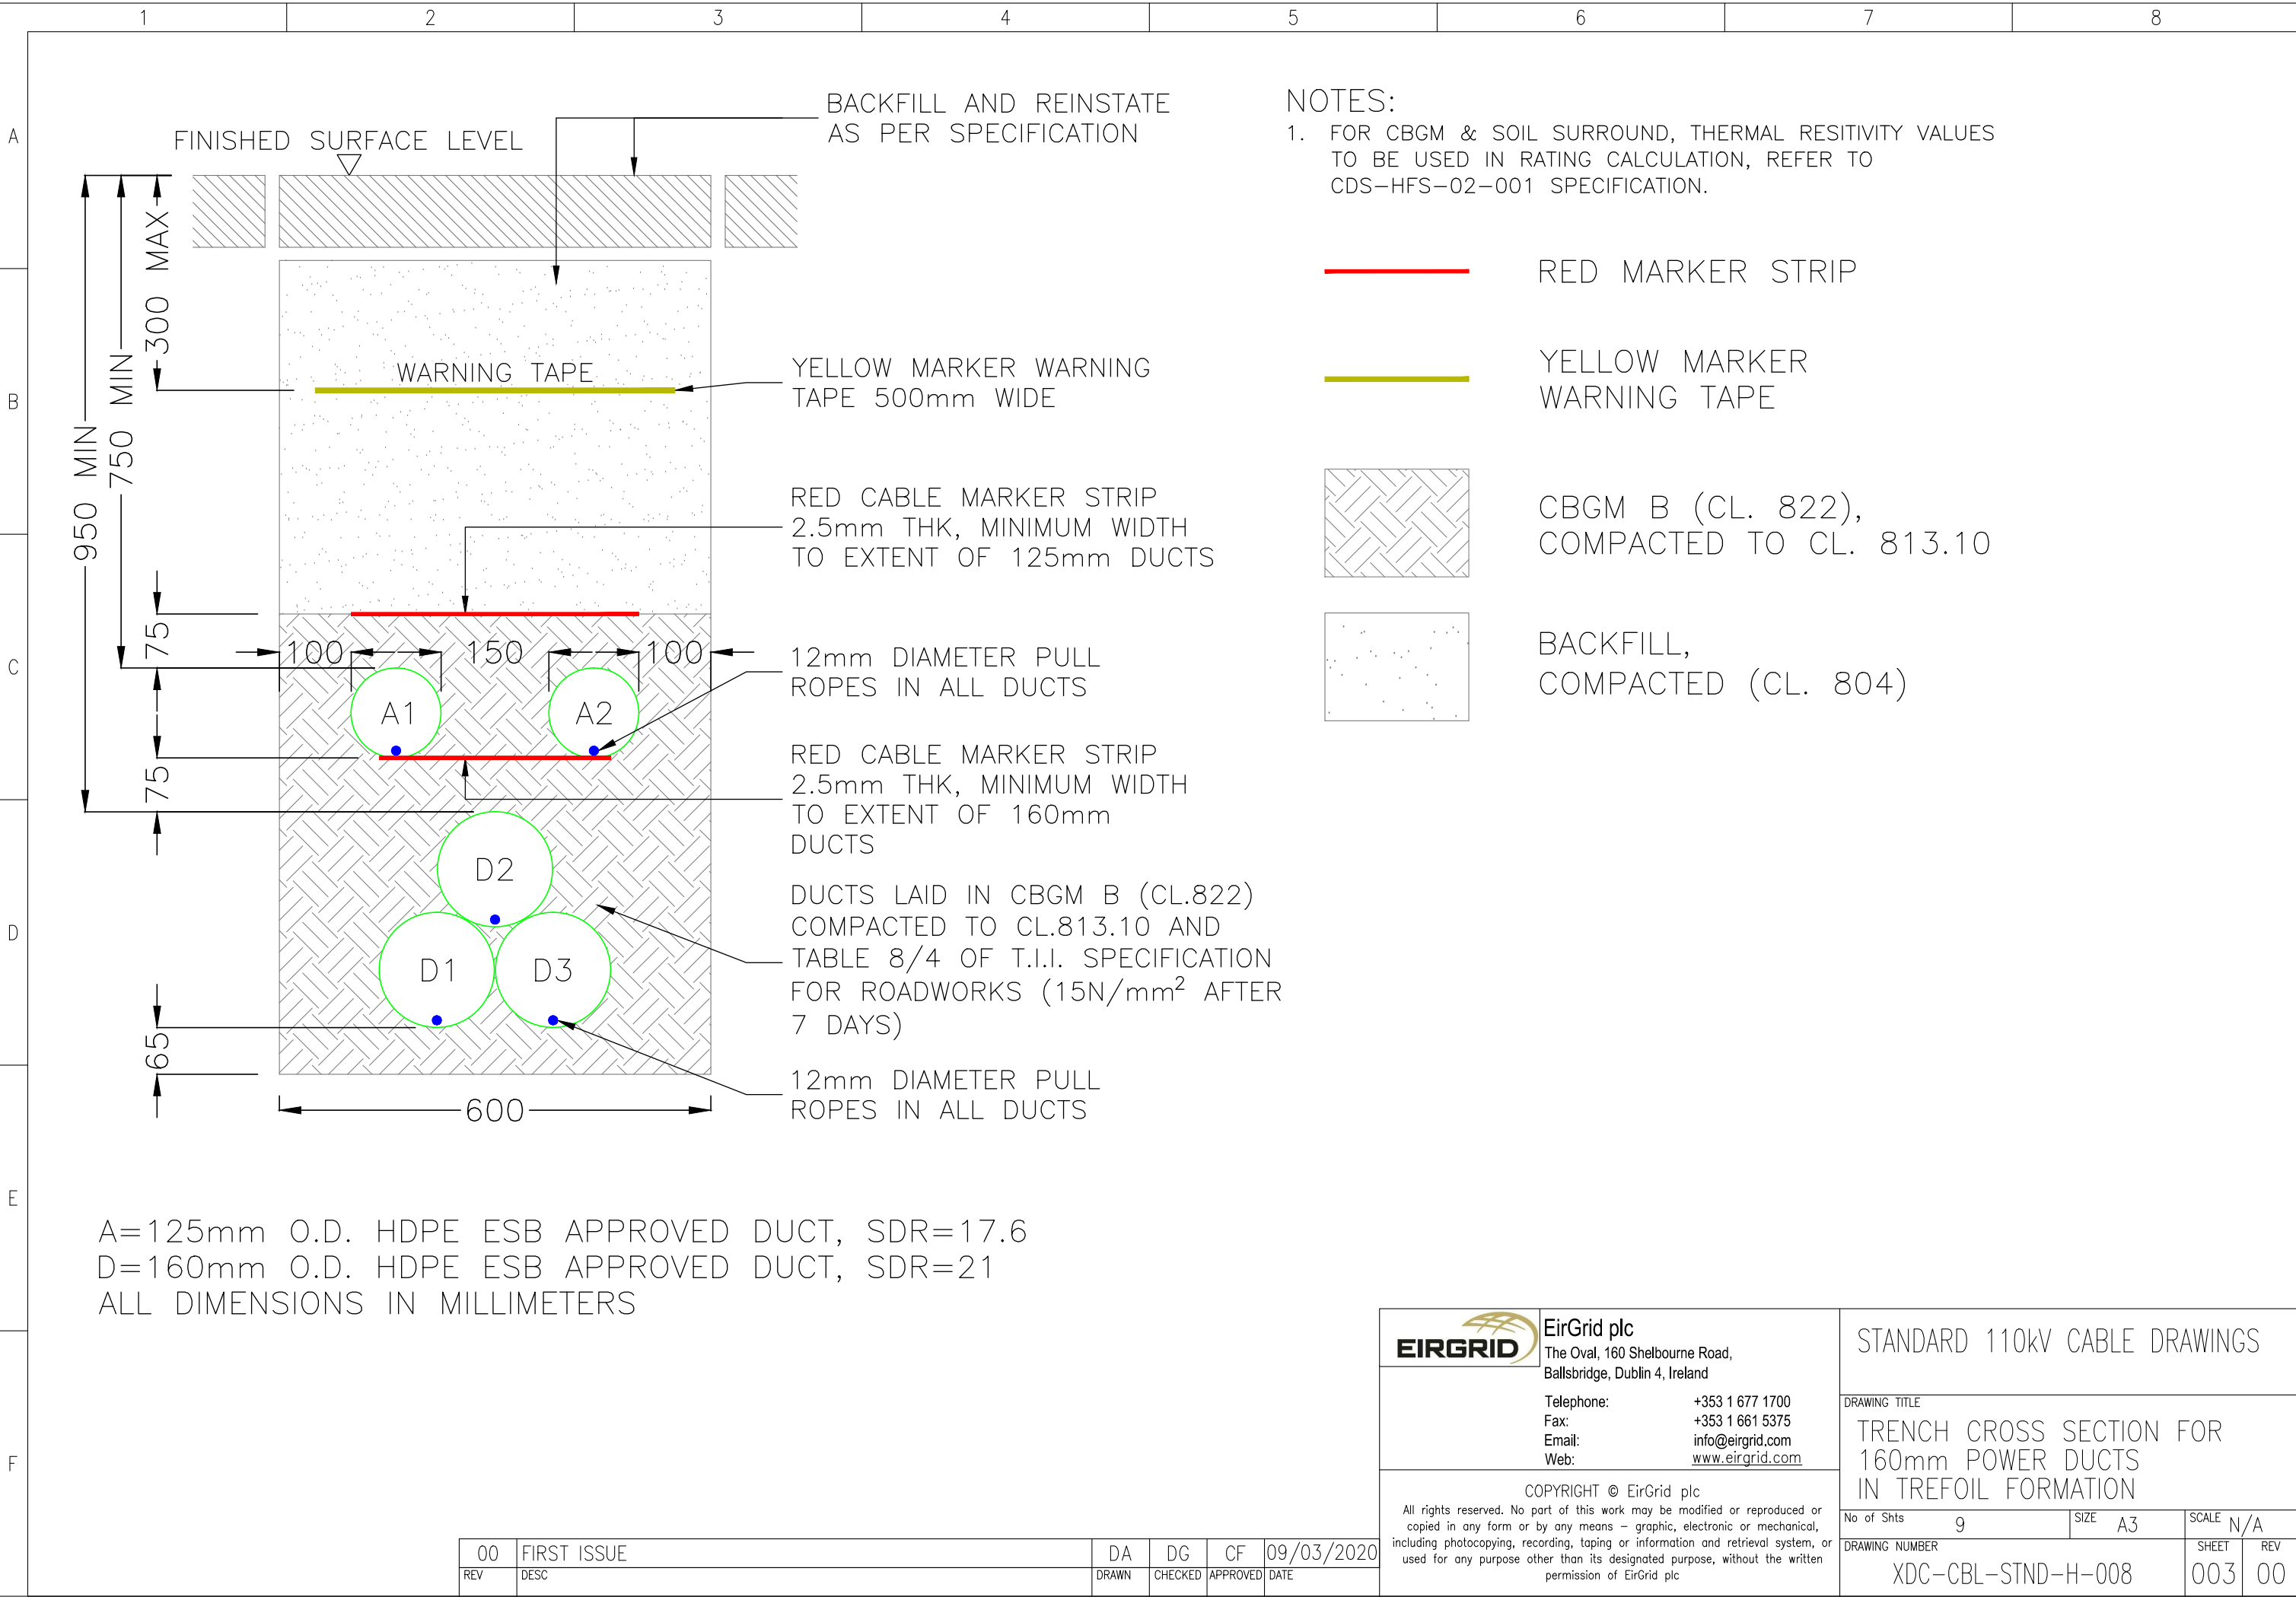 1 2 3 4 5 6 7 8
A
B
C
D
E
F
FINISHED SURFACE LEVEL
BACKFILL AND REINSTATE
AS PER SPECIFICATION
300 MAX
750 MIN
950 MIN
WARNING TAPE
YELLOW MARKER WARNING
TAPE 500mm WIDE
RED CABLE MARKER STRIP
2.5mm THK, MINIMUM WIDTH
TO EXTENT OF 125mm DUCTS
75
100 150 100
A1 A2
12mm DIAMETER PULL
ROPES IN ALL DUCTS
75
RED CABLE MARKER STRIP
2.5mm THK, MINIMUM WIDTH
TO EXTENT OF 160mm
DUCTS
D2
D1 D3
DUCTS LAID IN CBGM B (CL.822)
COMPACTED TO CL.813.10 AND
TABLE 8/4 OF T.I.I. SPECIFICATION
FOR ROADWORKS (15N/mm² AFTER
7 DAYS)
65
12mm DIAMETER PULL
ROPES IN ALL DUCTS
600
NOTES:
1. FOR CBGM & SOIL SURROUND, THERMAL RESITIVITY VALUES
TO BE USED IN RATING CALCULATION, REFER TO
CDS-HFS-02-001 SPECIFICATION.
RED MARKER STRIP
YELLOW MARKER
WARNING TAPE
CBGM B (CL. 822),
COMPACTED TO CL. 813.10
BACKFILL,
COMPACTED (CL. 804)
A=125mm O.D. HDPE ESB APPROVED DUCT, SDR=17.6
D=160mm O.D. HDPE ESB APPROVED DUCT, SDR=21
ALL DIMENSIONS IN MILLIMETERS
00 FIRST ISSUE DA DG CF 09/03/2020
REV DESC DRAWN CHECKED APPROVED DATE
EIRGRID
EirGrid plc
The Oval, 160 Shelbourne Road,
Ballsbridge, Dublin 4, Ireland
Telephone: +353 1 677 1700
Fax: +353 1 661 5375
Email: info@eirgrid.com
Web: www.eirgrid.com
COPYRIGHT © EirGrid plc
All rights reserved. No part of this work may be modified or reproduced or
copied in any form or by any means – graphic, electronic or mechanical,
including photocopying, recording, taping or information and retrieval system, or
used for any purpose other than its designated purpose, without the written
permission of EirGrid plc
STANDARD 110kV CABLE DRAWINGS
DRAWING TITLE
TRENCH CROSS SECTION FOR
160mm POWER DUCTS
IN TREFOIL FORMATION
No of Shts 9 SIZE A3 SCALE N/A
DRAWING NUMBER SHEET REV
XDC-CBL-STND-H-008 003 00